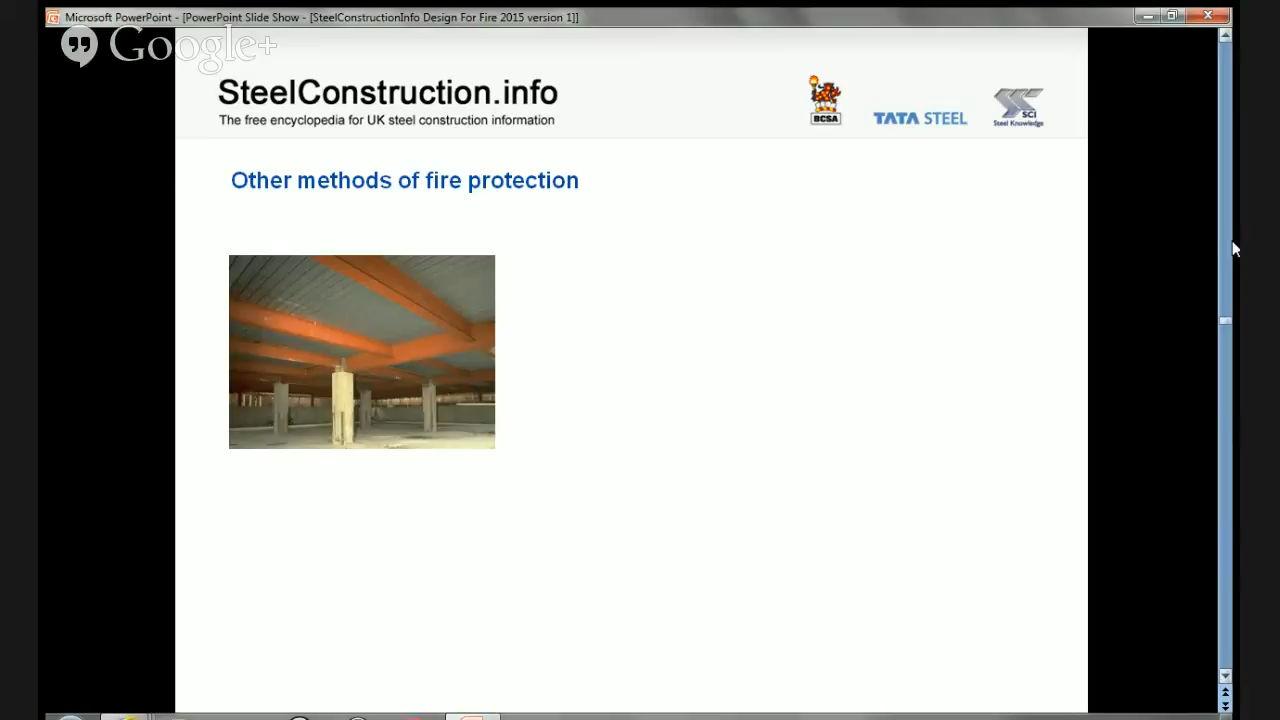 Microsoft PowerPoint - [PowerPoint Slide Show - [SteelConstructionInfo Design For Fire 2015 version 1]]
Google+
SteelConstruction.info
The free encyclopedia for UK steel construction information
BCSA
TATA STEEL
SCI
Steel Knowledge
Other methods of fire protection